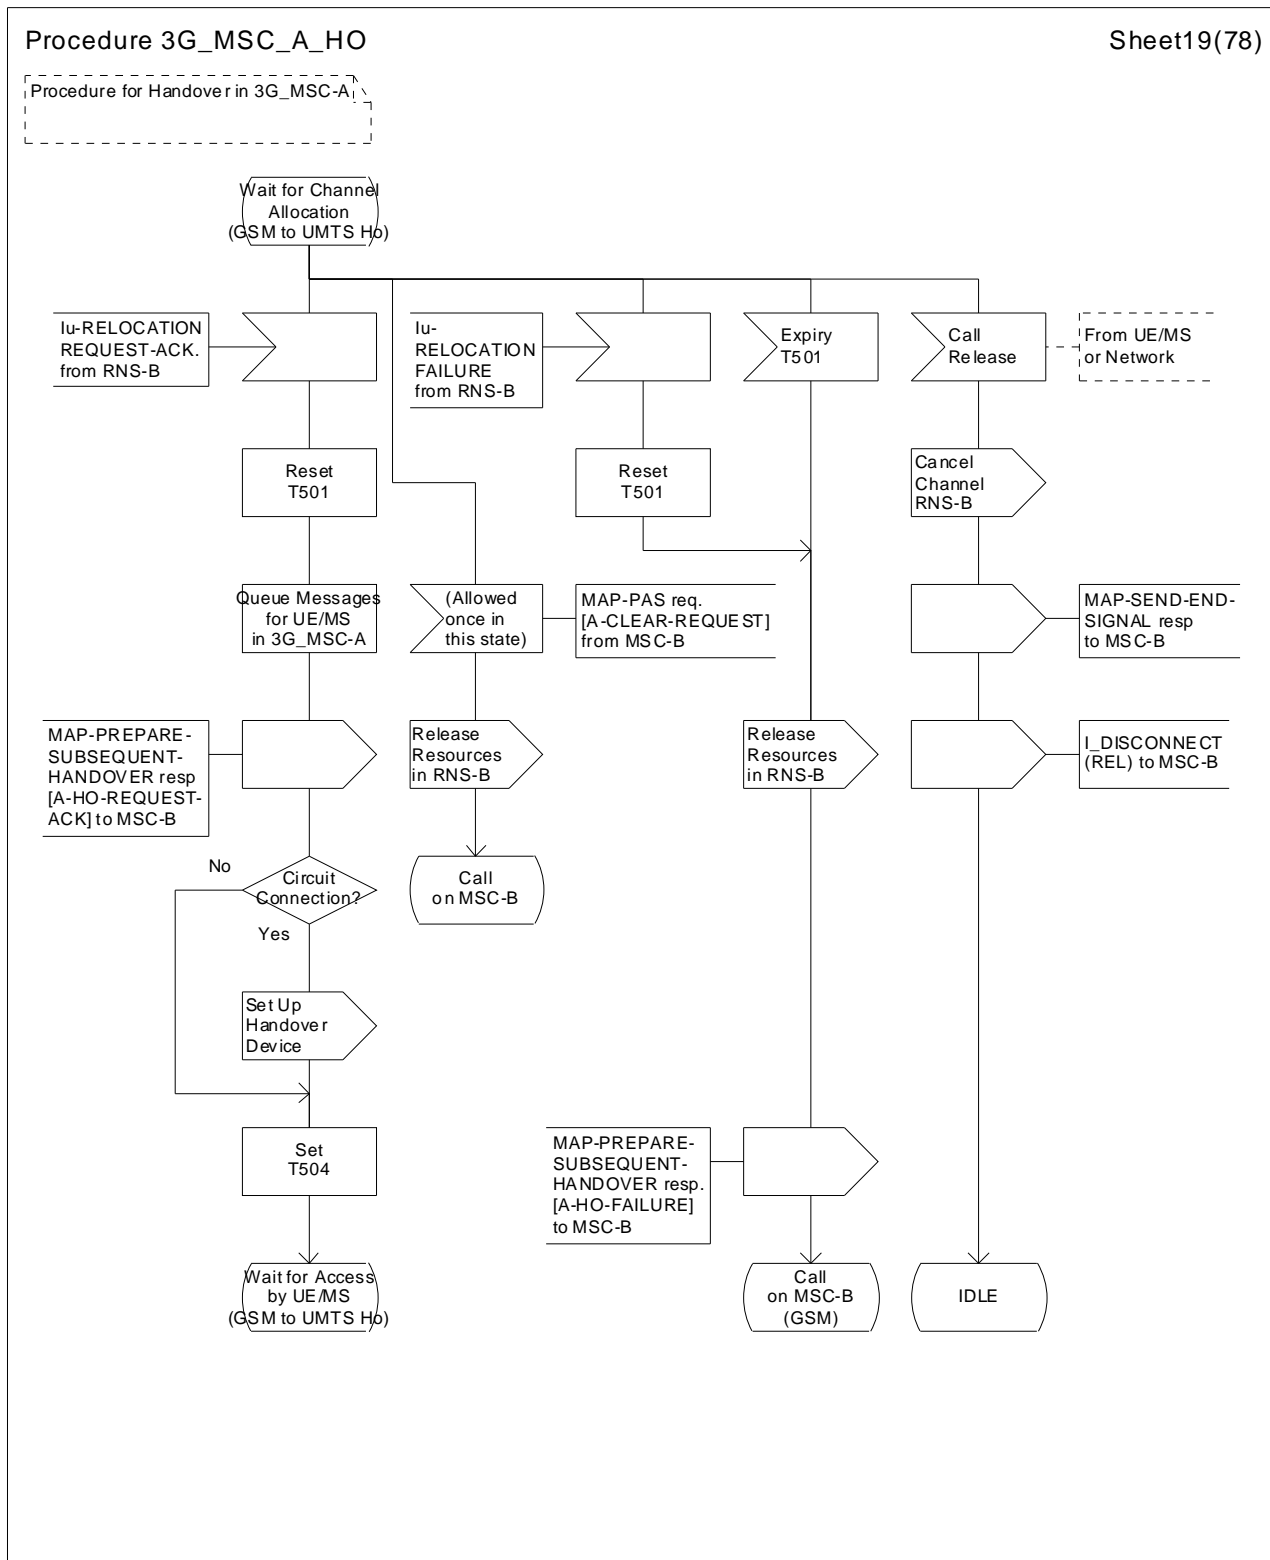 Procedure 3G_MSC_A_HO
Sheet19(78)
Procedure for Handover in 3G_MSC-A
Wait for Channel
Allocation
(GSM to UMTS Ho)
Iu-RELOCATION
REQUEST-ACK.
from RNS-B
Iu-
RELOCATION
FAILURE
from RNS-B
Expiry
T501
Call
Release
From UE/MS
or Network
Reset
T501
Reset
T501
Cancel
Channel
RNS-B
Queue Messages
for UE/MS
in 3G_MSC-A
(Allowed
once in
this state)
MAP-PAS req.
[A-CLEAR-REQUEST]
from MSC-B
MAP-SEND-END-
SIGNAL resp
to MSC-B
MAP-PREPARE-
SUBSEQUENT-
HANDOVER resp
[A-HO-REQUEST-
ACK] to MSC-B
Release
Resources
in RNS-B
Release
Resources
in RNS-B
I_DISCONNECT
(REL) to MSC-B
No
Circuit
Connection?
Yes
Call
on MSC-B
Set Up
Handover
Device
Set
T504
MAP-PREPARE-
SUBSEQUENT-
HANDOVER resp.
[A-HO-FAILURE]
to MSC-B
Wait for Access
by UE/MS
(GSM to UMTS Ho)
Call
on MSC-B
(GSM)
IDLE